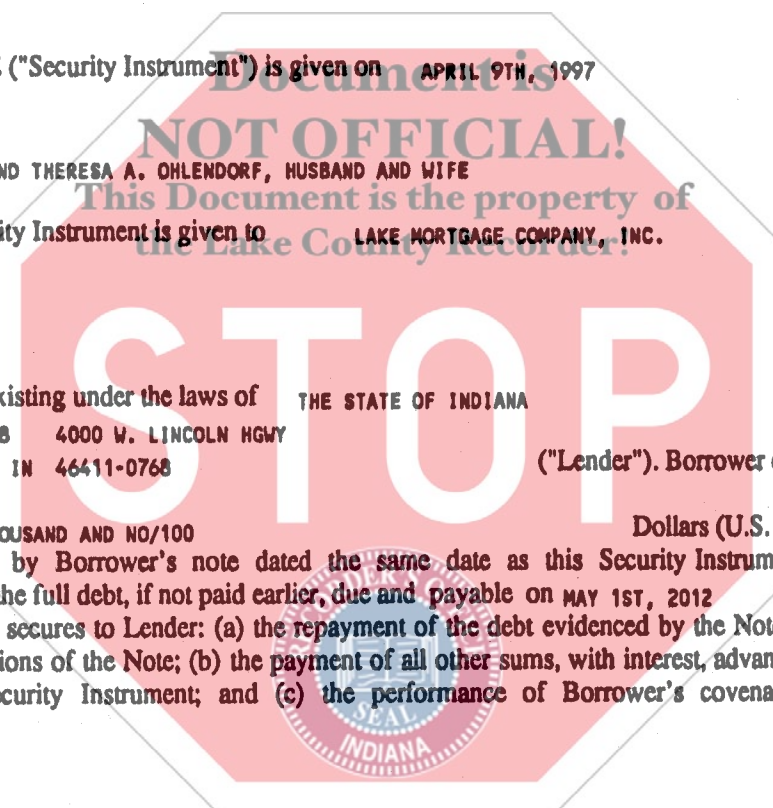 ("Security Instrument") is given on APRIL 9TH, 1997
Document is
NOT OFFICIAL!
ND THERESA A. OHLENDORF, HUSBAND AND WIFE
This Document is the property of
ity Instrument is given to LAKE MORTGAGE COMPANY, INC.
the Lake County Recorder!
STOP
xisting under the laws of THE STATE OF INDIANA
8 4000 W. LINCOLN HGWY
IN 46411-0768
("Lender"). Borrower
OUSAND AND NO/100 Dollars (U.S.
by Borrower's note dated the same date as this Security Instrum
he full debt, if not paid earlier, due and payable on MAY 1ST, 2012
secures to Lender: (a) the repayment of the debt evidenced by the Not
ions of the Note; (b) the payment of all other sums, with interest, advan
curity Instrument; and (c) the performance of Borrower's covena
SEAL
INDIANA